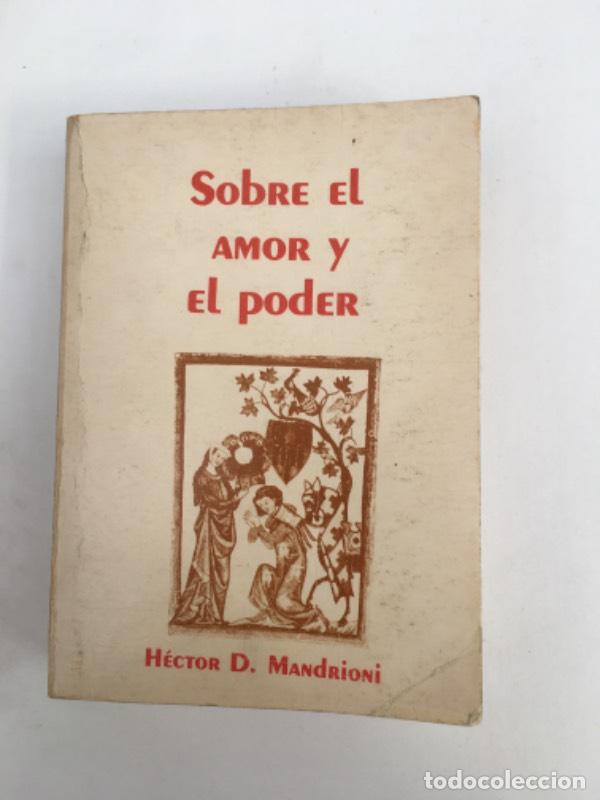 Sobre el
amor y
el poder
Héctor D. Mandrioni
todocoleccion